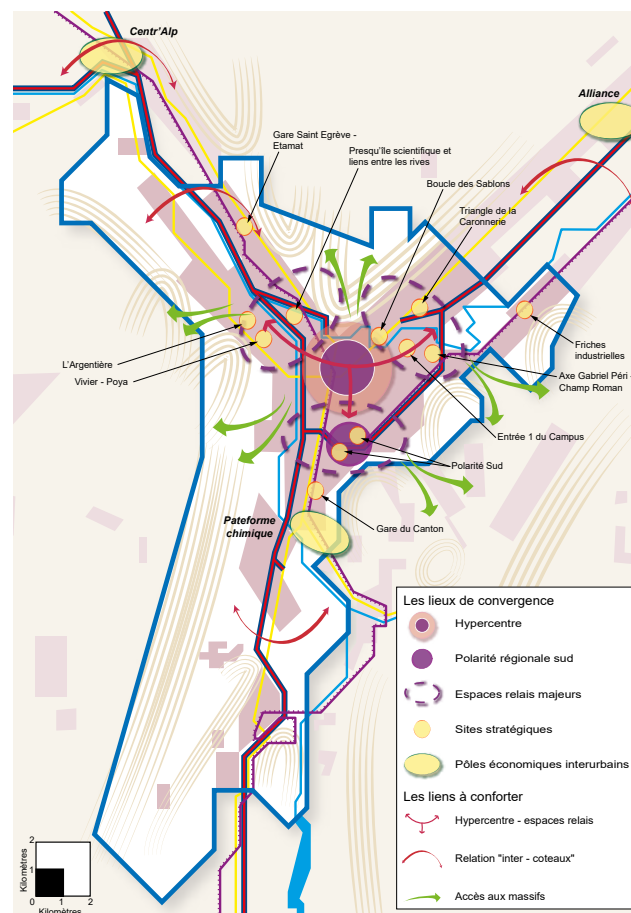 Centr'Alp
Alliance
Gare Saint Egrève -
Etamat
Presqu'île scientifique et
liens entre les rives
Boucle des Sablons
Triangle de la
Caronnerie
L'Argentière
Vivier - Poya
Friches
industrielles
Axe Gabriel Péri -
Champ Roman
Entrée 1 du Campus
Polarité Sud
Gare du Canton
Pateforme
chimique
Les lieux de convergence
Hypercentre
Polarité régionale sud
Espaces relais majeurs
Sites stratégiques
Pôles économiques interurbains
Les liens à conforter
Hypercentre - espaces relais
Relation "inter - coteaux"
Accès aux massifs
2
1
0
Kilomètres
0 1 2
Kilomètres